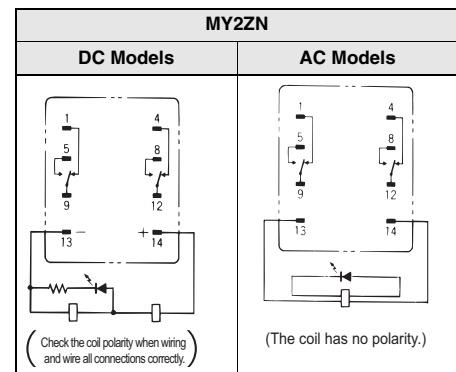 MY2ZN
DC Models
AC Models
1 4
5 8
9 12
13 − + 14
Check the coil polarity when wiring
and wire all connections correctly.
1 4
5 8
9 12
13 14
(The coil has no polarity.)